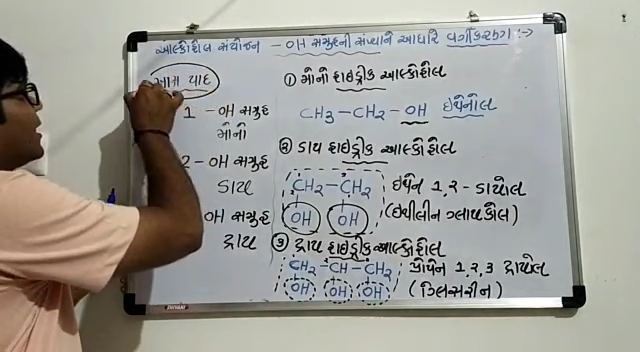 આલ્કોહોલ સંયોજન -OH સમુહની સંખ્યાને આધારે વર્ગીકરણ :->
ખાસ યાદ
1 - OH સમુહ
મોનો
2 - OH સમુહ
ડાય
OH સમુહ
ટ્રાય
① મોનો હાઇડ્રીક આલ્કોહોલ
CH3-CH2-OH ઇથેનોલ
② ડાય હાઇડ્રીક આલ્કોહોલ
CH2-CH2 ઇથેન 1,2-ડાયોલ
OH OH (ઇથીલીન ગ્લાયકોલ)
③ ટ્રાય હાઇડ્રીક આલ્કોહોલ
CH2-CH-CH2 પ્રોપેન 1,2,3 ટ્રાયોલ
OH OH OH (ગ્લિસરીન)